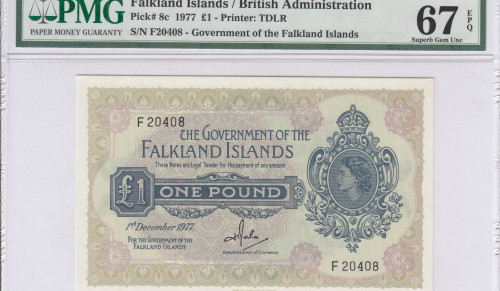 PMG
PAPER MONEY GUARANTY
Falkland Islands / British Administration
Pick# 8c 1977 £1 - Printer: TDLR
S/N F20408 - Government of the Falkland Islands
67 EPQ
Superb Gem Unc
F 20408
THE GOVERNMENT OF THE
FALKLAND ISLANDS
These Notes are Legal Tender for the payment of any amount
£1
ONE POUND
1st December 1977.
FOR THE GOVERNMENT OF THE
FALKLAND ISLANDS
Commissioner of Currency
F 20408